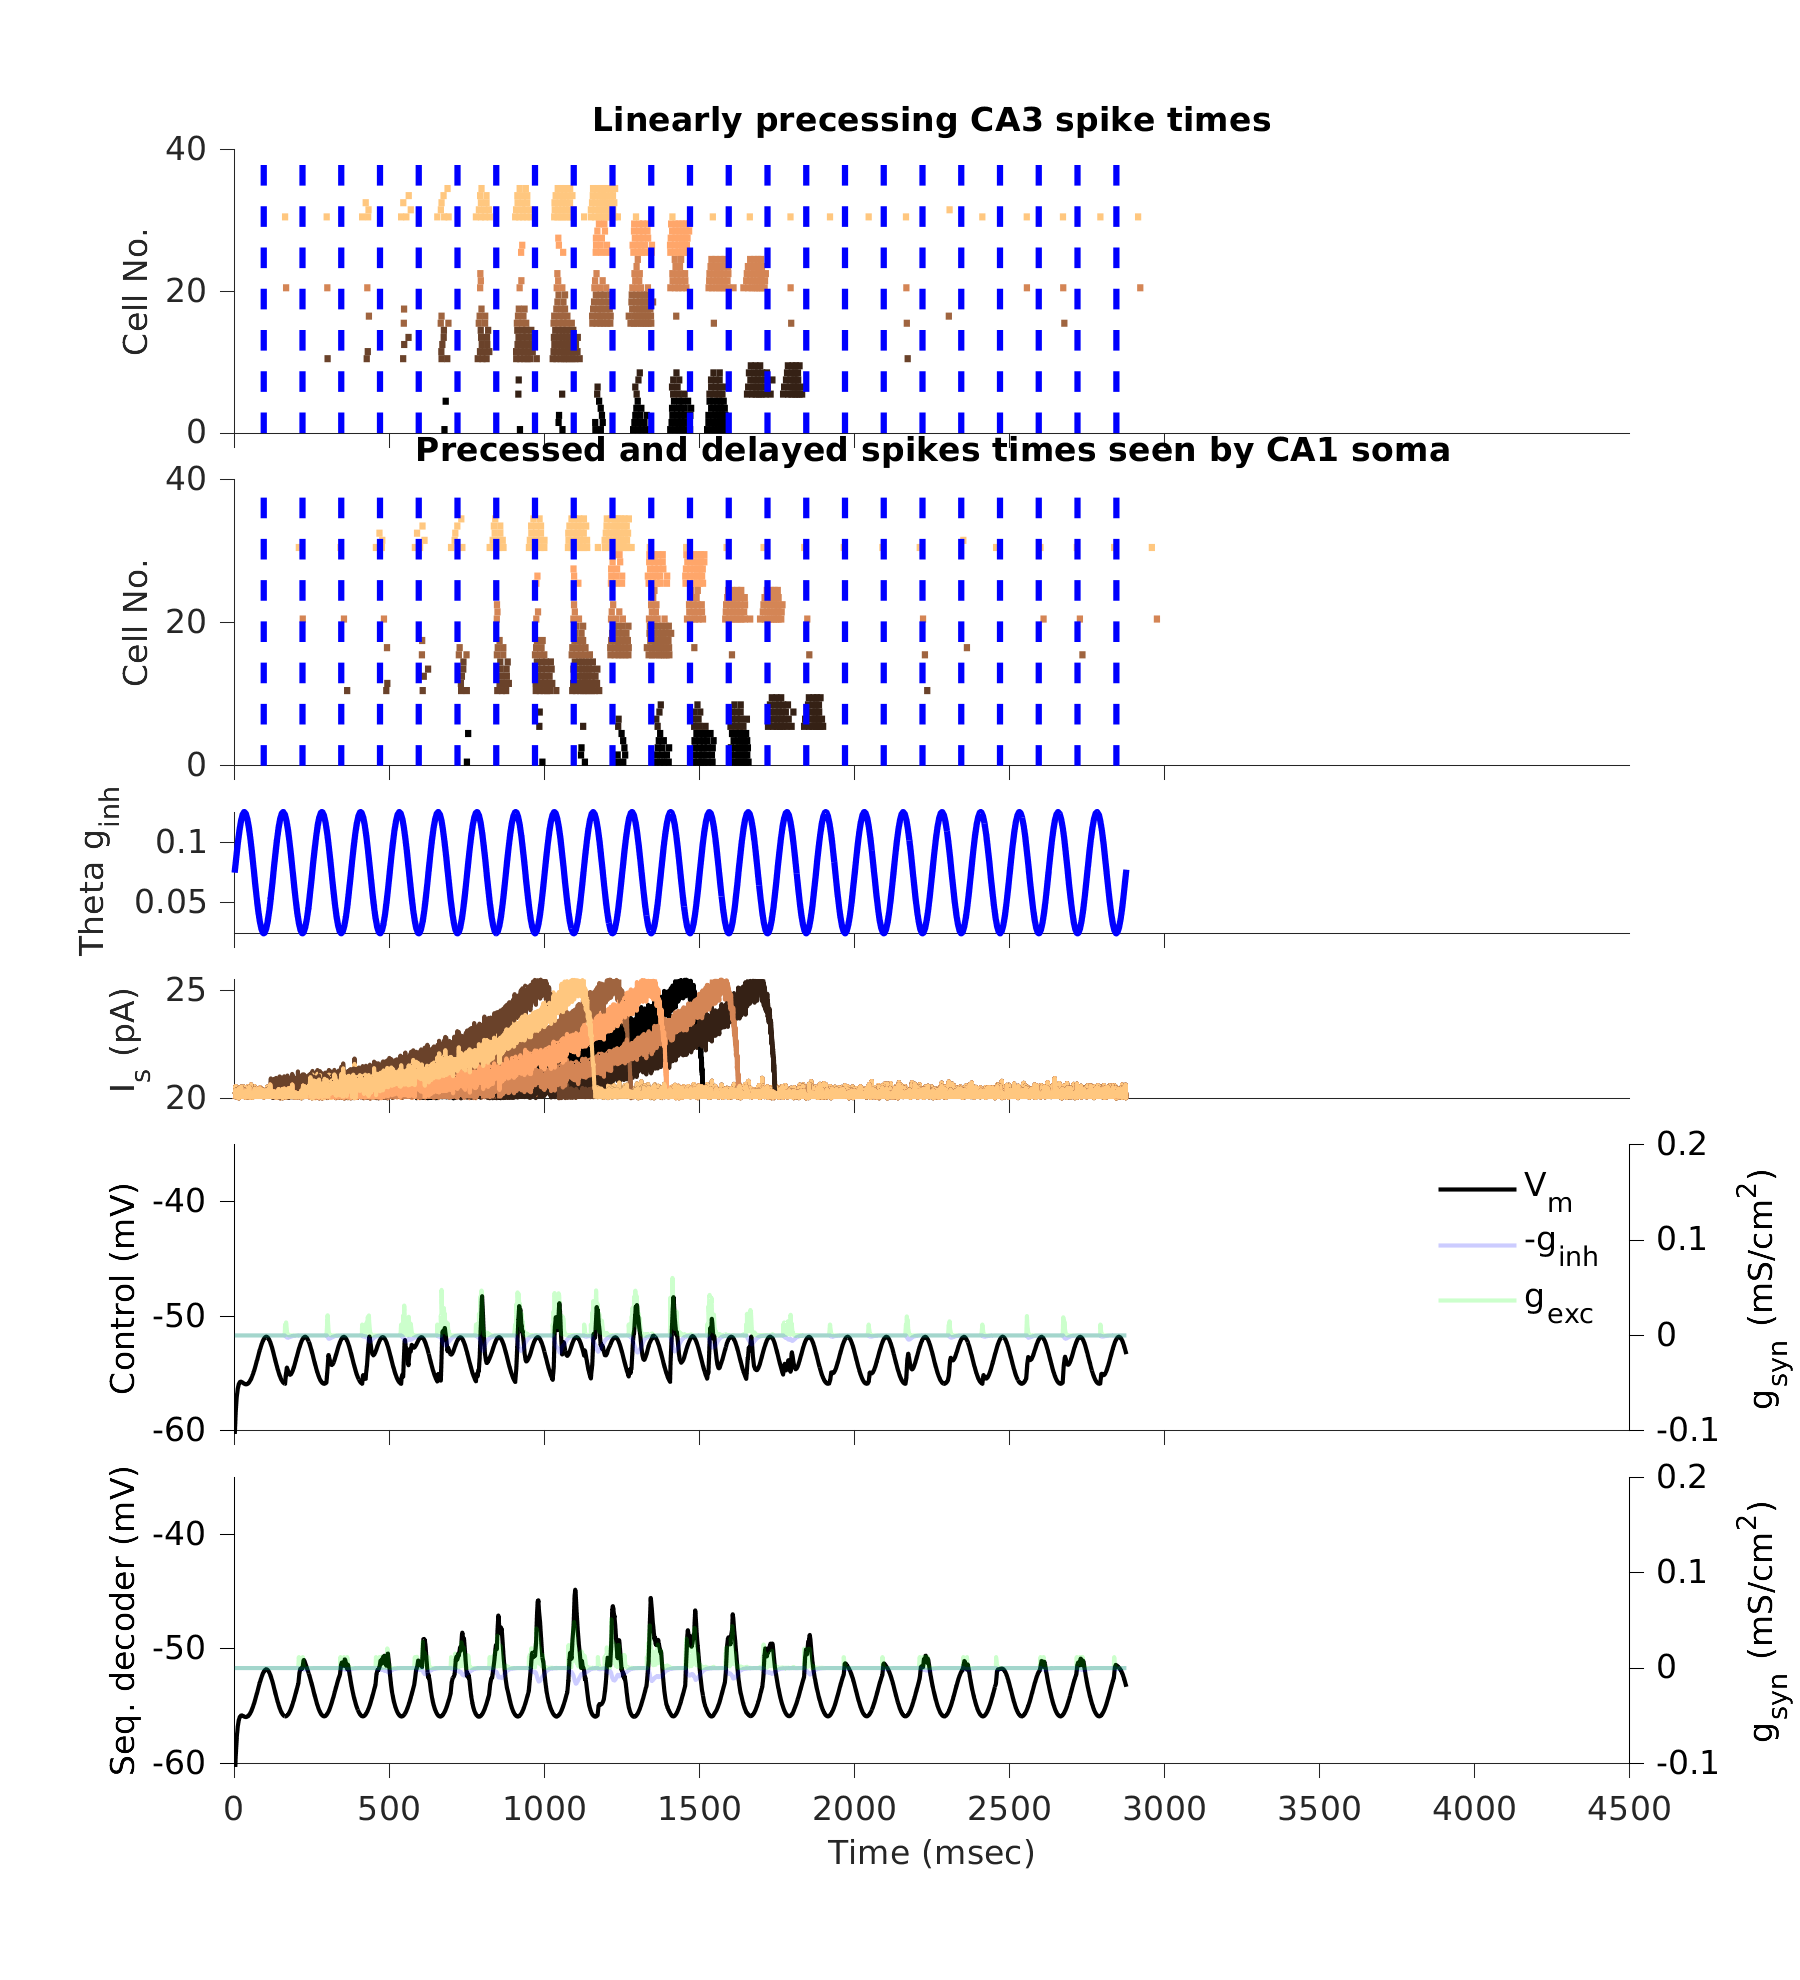 Linearly precessing CA3 spike times
40
20
0
Cell No.
Precessed and delayed spikes times seen by CA1 soma
40
20
0
Cell No.
0.1
0.05
Theta g_inh
25
20
I_s (pA)
-40
-50
-60
Control (mV)
V_m
-g_inh
g_exc
0.2
0.1
0
-0.1
g_syn (mS/cm^2)
-40
-50
-60
Seq. decoder (mV)
0.2
0.1
0
-0.1
g_syn (mS/cm^2)
0 500 1000 1500 2000 2500 3000 3500 4000 4500
Time (msec)